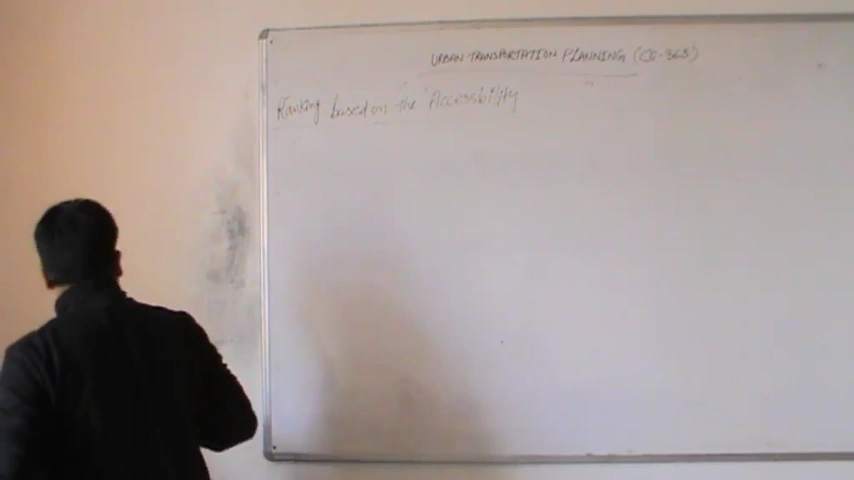 URBAN TRANSPORTATION PLANNING (CE-363)
Ranking based on the Accessibility